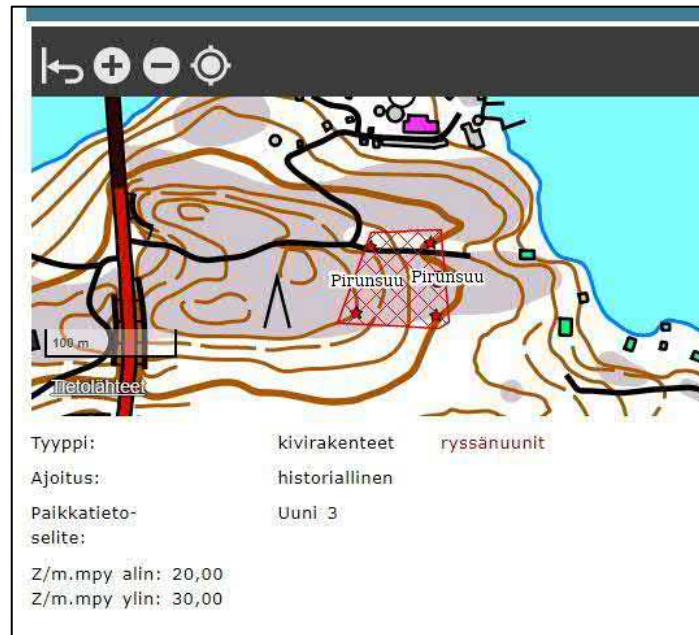 Pirunsuu Pirunsuu
100 m
Tietolähteet
Tyyppi: kivirakenteet ryssänuunit
Ajoitus: historiallinen
Paikkatieto- Uuni 3
selite:
Z/m.mpy alin: 20,00
Z/m.mpy ylin: 30,00